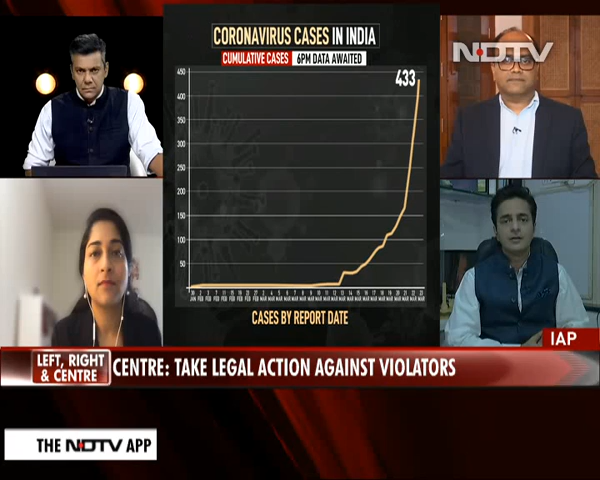 CORONAVIRUS CASES IN INDIA
CUMULATIVE CASES 6PM DATA AWAITED
NDTV
433
450
400
350
300
250
200
150
100
50
CASES BY REPORT DATE
IAP
LEFT, RIGHT & CENTRE
CENTRE: TAKE LEGAL ACTION AGAINST VIOLATORS
THE NDTV APP